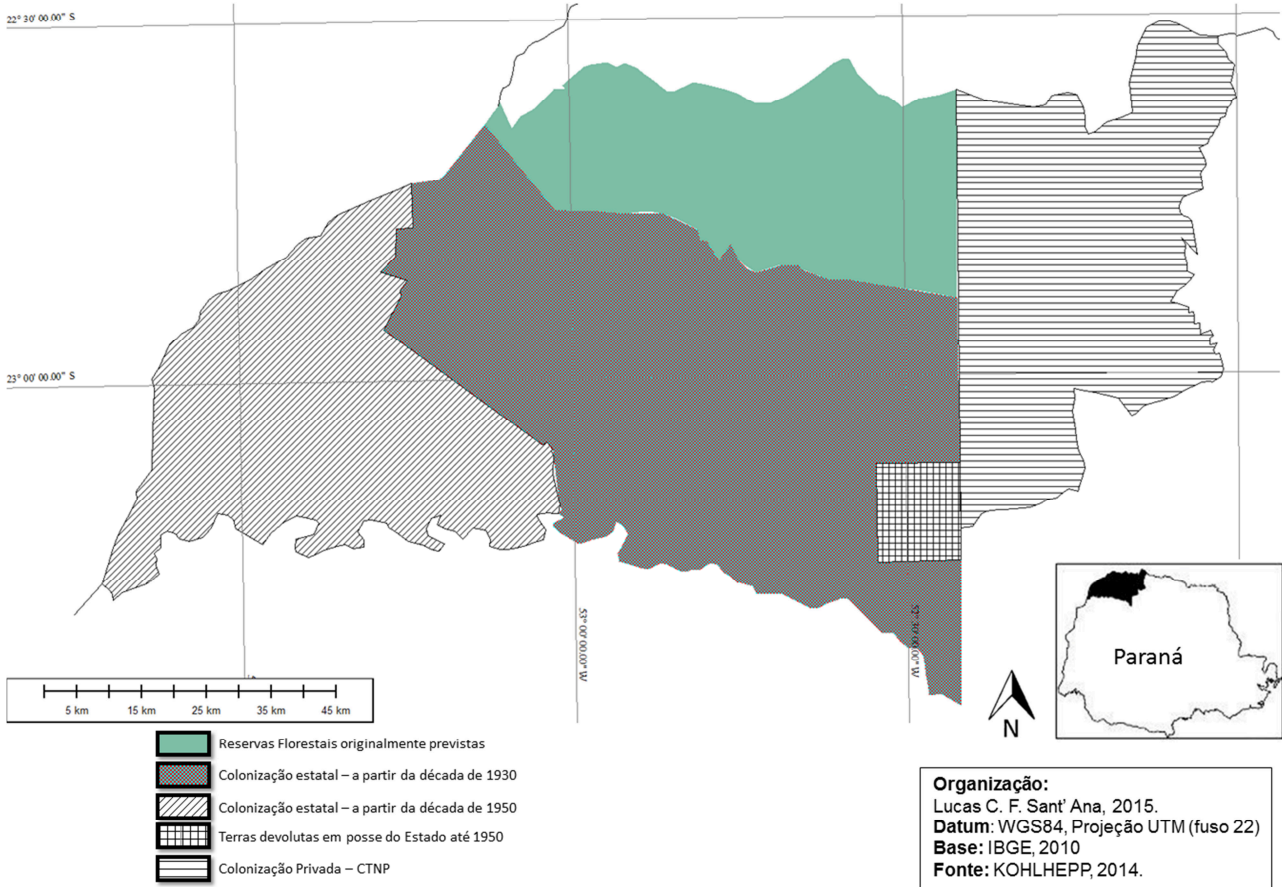 22° 30' 00.00" S
23° 00' 00.00" S
53° 00' 00.00" W
52° 30' 00.00" W
5 km 15 km 25 km 35 km 45 km
N
Paraná
Reservas Florestais originalmente previstas
Colonização estatal – a partir da década de 1930
Colonização estatal – a partir da década de 1950
Terras devolutas em posse do Estado até 1950
Colonização Privada – CTNP
Organização:
Lucas C. F. Sant' Ana, 2015.
Datum: WGS84, Projeção UTM (fuso 22)
Base: IBGE, 2010
Fonte: KOHLHEPP, 2014.